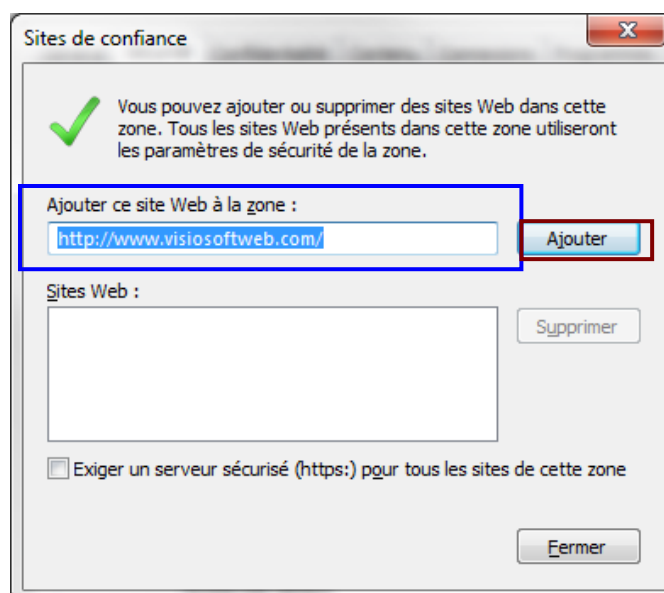 Sites de confiance
Vous pouvez ajouter ou supprimer des sites Web dans cette
zone. Tous les sites Web présents dans cette zone utiliseront
les paramètres de sécurité de la zone.
Ajouter ce site Web à la zone :
http://www.visiosoftweb.com/
Ajouter
Sites Web :
Supprimer
Exiger un serveur sécurisé (https:) pour tous les sites de cette zone
Fermer